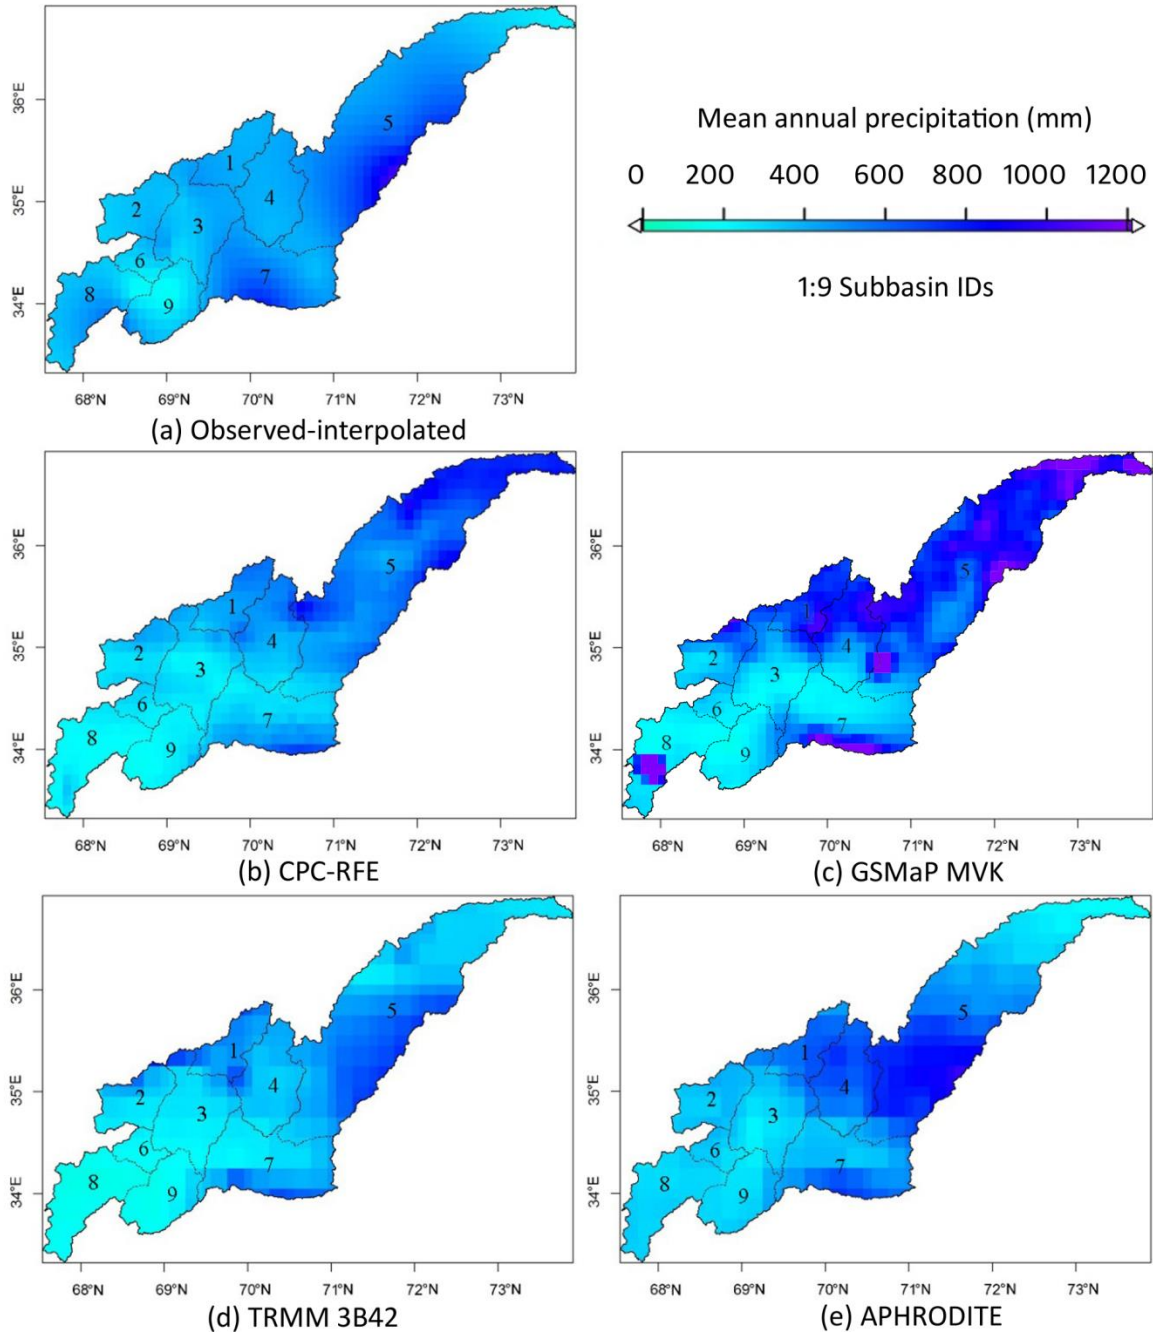 36°E
35°E
34°E
5
1
4
2
3
6
7
8
9
68°N 69°N 70°N 71°N 72°N 73°N
(a) Observed-interpolated
Mean annual precipitation (mm)
0 200 400 600 800 1000 1200
1:9 Subbasin IDs
36°E
35°E
34°E
5
1
4
2
3
6
7
8
9
68°N 69°N 70°N 71°N 72°N 73°N
(b) CPC-RFE
36°E
35°E
34°E
5
1
4
2
3
6
7
8
9
68°N 69°N 70°N 71°N 72°N 73°N
(c) GSMaP MVK
36°E
35°E
34°E
5
1
4
2
3
6
7
8
9
68°N 69°N 70°N 71°N 72°N 73°N
(d) TRMM 3B42
36°E
35°E
34°E
5
1
4
2
3
6
7
8
9
68°N 69°N 70°N 71°N 72°N 73°N
(e) APHRODITE